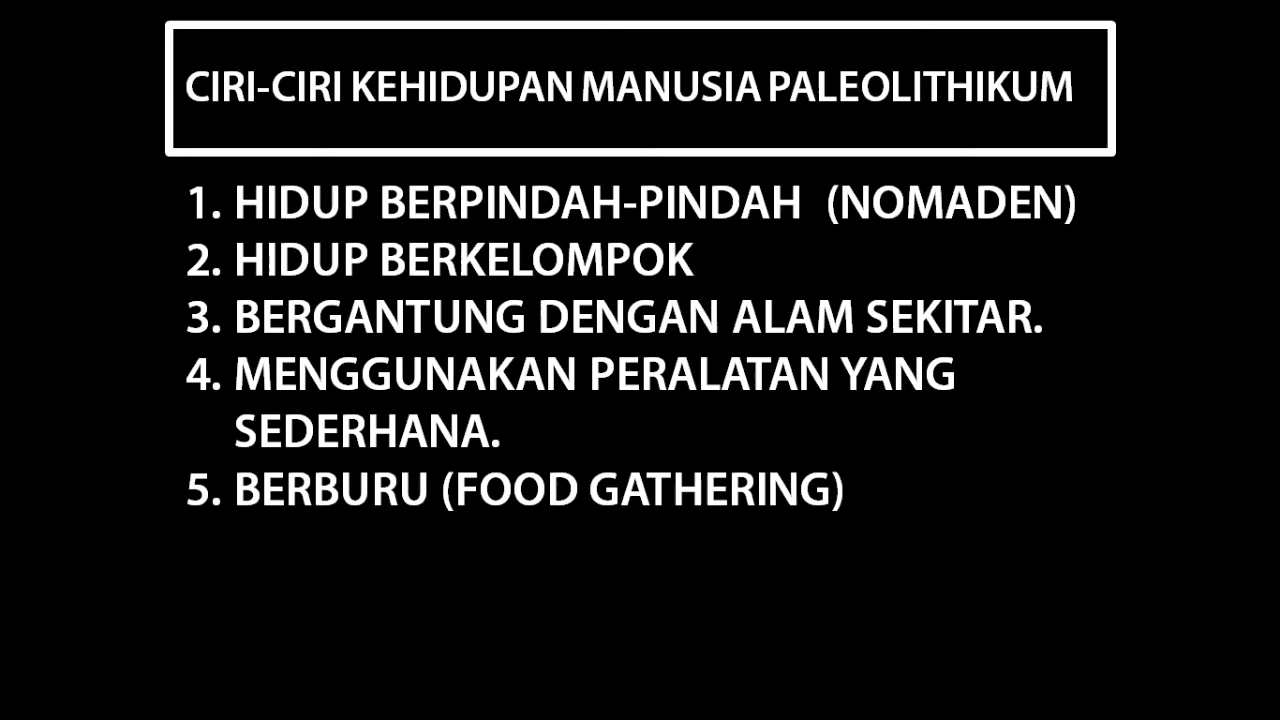 CIRI-CIRI KEHIDUPAN MANUSIA PALEOLITHIKUM
1. HIDUP BERPINDAH-PINDAH (NOMADEN)
2. HIDUP BERKELOMPOK
3. BERGANTUNG DENGAN ALAM SEKITAR.
4. MENGGUNAKAN PERALATAN YANG
SEDERHANA.
5. BERBURU (FOOD GATHERING)